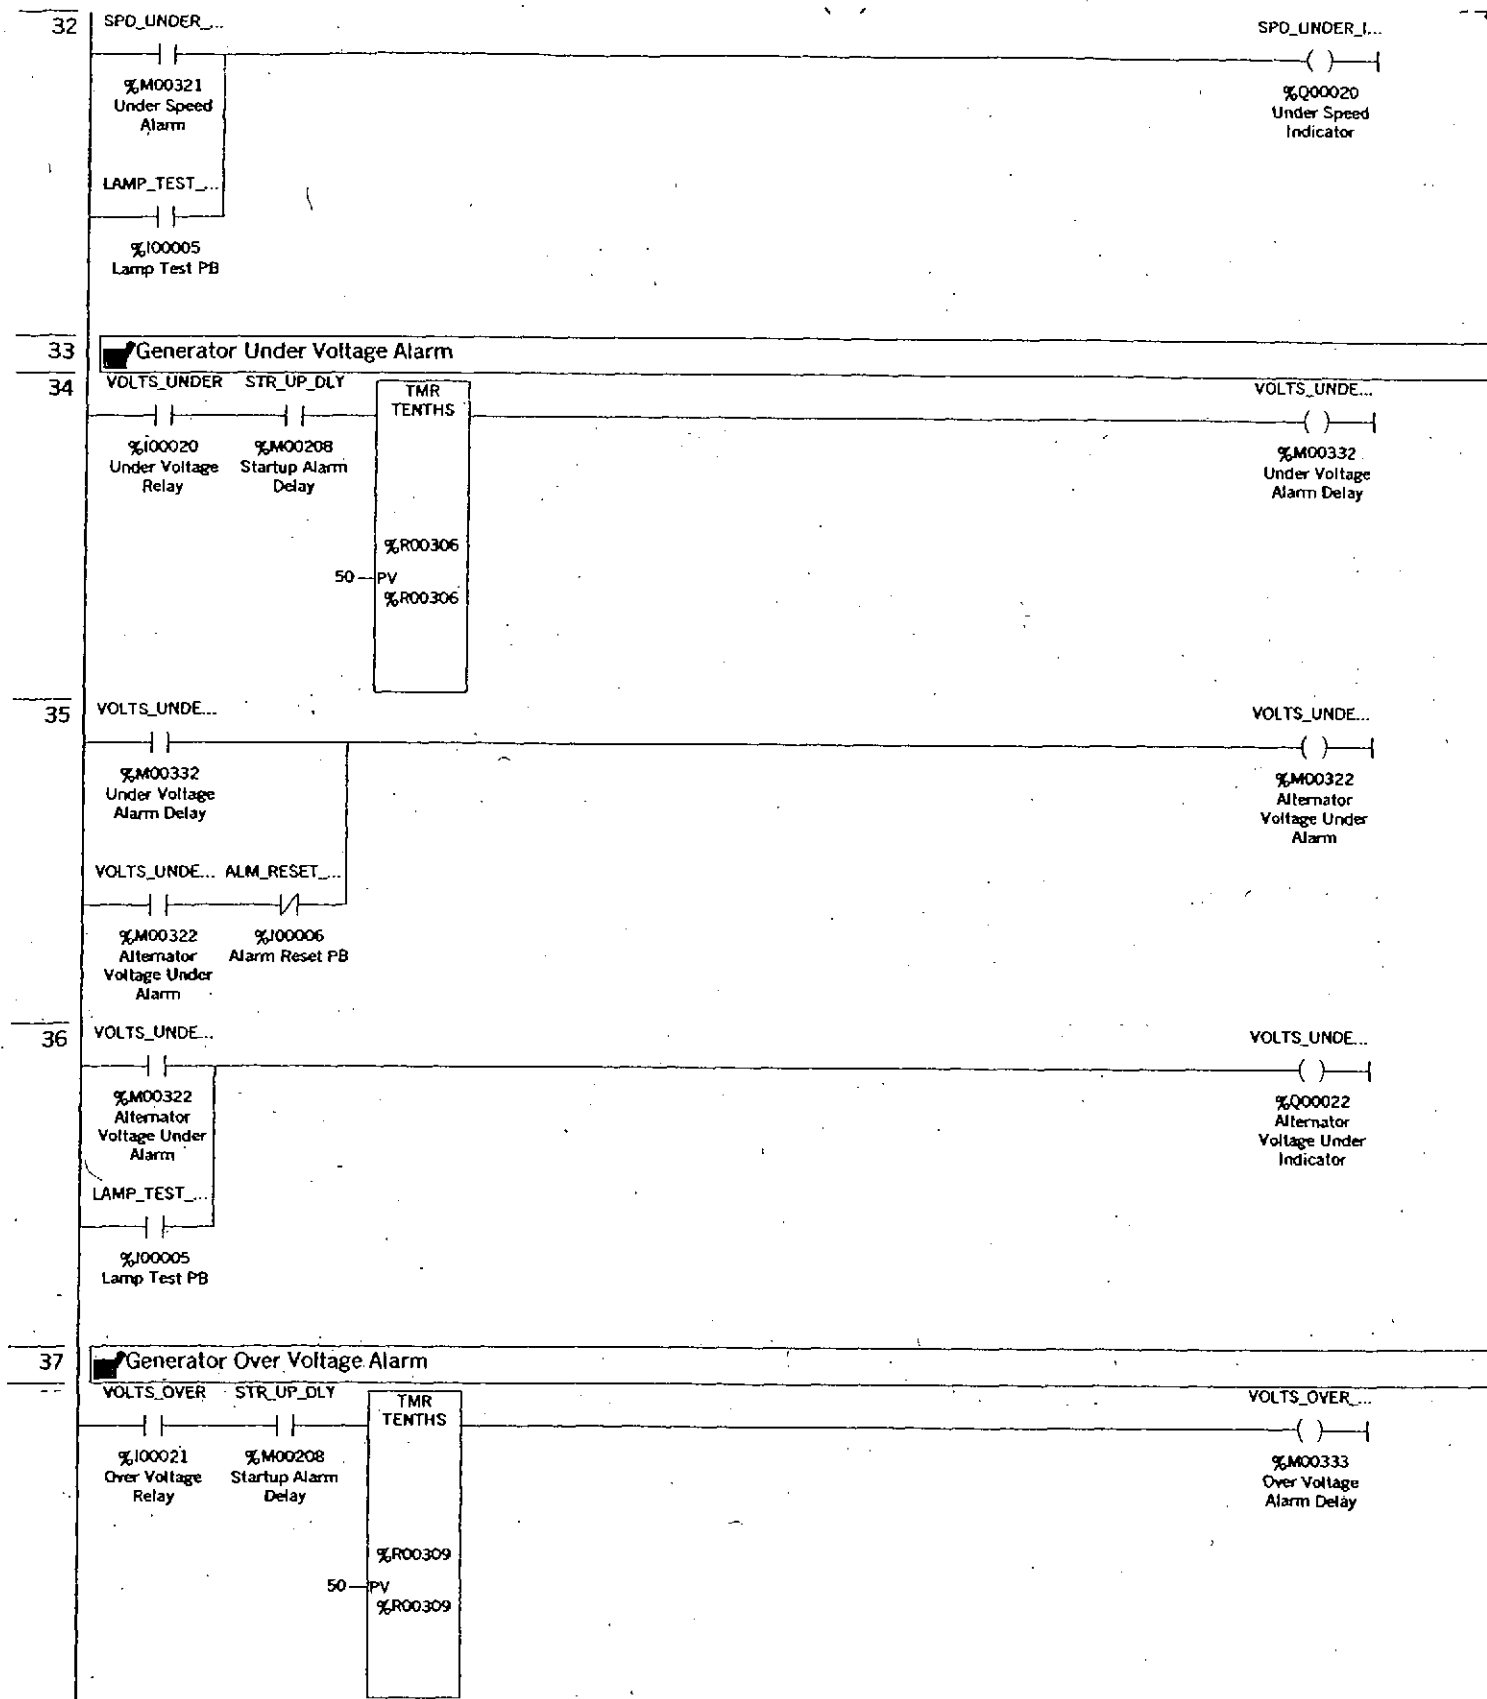 32
SPD_UNDER_...
SPD_UNDER_I...
%M00321
Under Speed
Alarm
%Q00020
Under Speed
Indicator
LAMP_TEST_...
%I00005
Lamp Test PB
33
Generator Under Voltage Alarm
34
VOLTS_UNDER STR_UP_DLY
TMR
TENTHS
VOLTS_UNDE...
%I00020
Under Voltage
Relay
%M00208
Startup Alarm
Delay
%M00332
Under Voltage
Alarm Delay
%R00306
50 PV
%R00306
35
VOLTS_UNDE...
VOLTS_UNDE...
%M00332
Under Voltage
Alarm Delay
%M00322
Alternator
Voltage Under
Alarm
VOLTS_UNDE... ALM_RESET_...
%M00322
Alternator
Voltage Under
Alarm
%I00006
Alarm Reset PB
36
VOLTS_UNDE...
VOLTS_UNDE...
%M00322
Alternator
Voltage Under
Alarm
%Q00022
Alternator
Voltage Under
Indicator
LAMP_TEST_...
%I00005
Lamp Test PB
37
Generator Over Voltage Alarm
VOLTS_OVER STR_UP_DLY
TMR
TENTHS
VOLTS_OVER_...
%I00021
Over Voltage
Relay
%M00208
Startup Alarm
Delay
%M00333
Over Voltage
Alarm Delay
%R00309
50 PV
%R00309